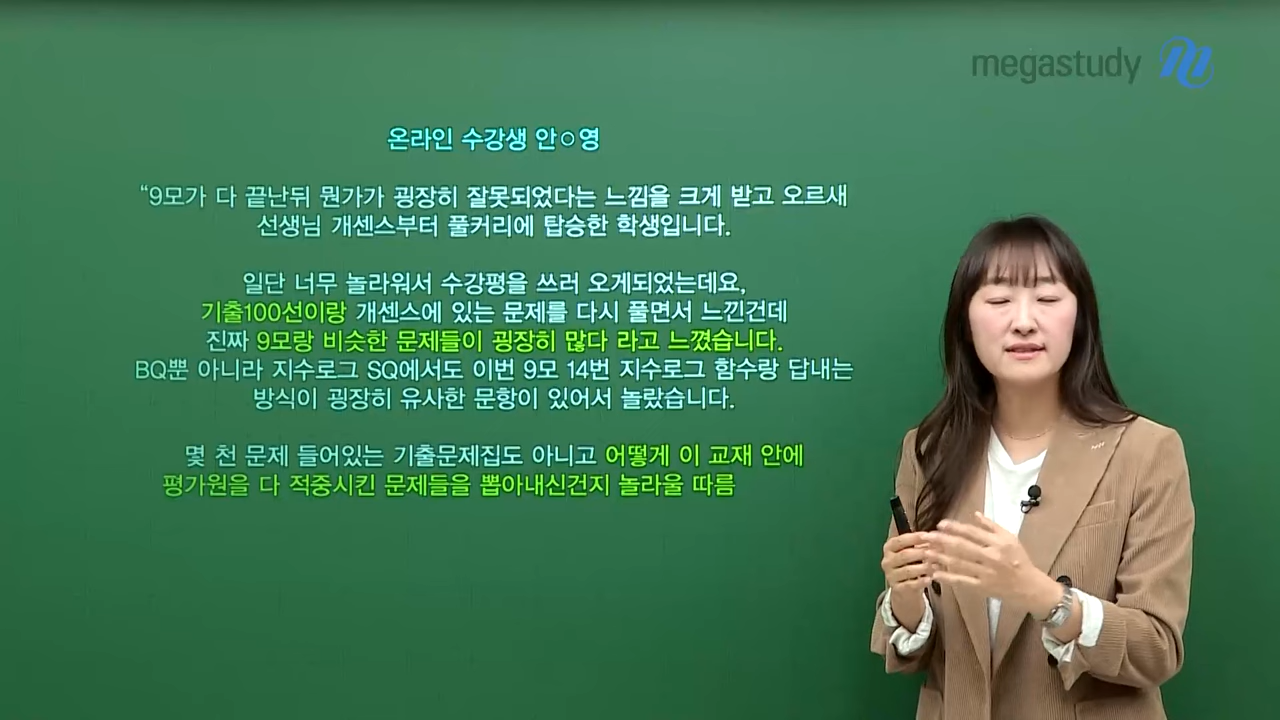 megastudy
온라인 수강생 안○영
“9모가 다 끝난뒤 뭔가가 굉장히 잘못되었다는 느낌을 크게 받고 오르새
선생님 개센스부터 풀커리에 탑승한 학생입니다.
일단 너무 놀라워서 수강평을 쓰러 오게되었는데요,
기출100선이랑 개센스에 있는 문제를 다시 풀면서 느낀건데
진짜 9모랑 비슷한 문제들이 굉장히 많다 라고 느꼈습니다.
BQ뿐 아니라 지수로그 SQ에서도 이번 9모 14번 지수로그 함수랑 답내는
방식이 굉장히 유사한 문항이 있어서 놀랐습니다.
몇 천 문제 들어있는 기출문제집도 아니고 어떻게 이 교재 안에
평가원을 다 적중시킨 문제들을 뽑아내신건지 놀라울 따름